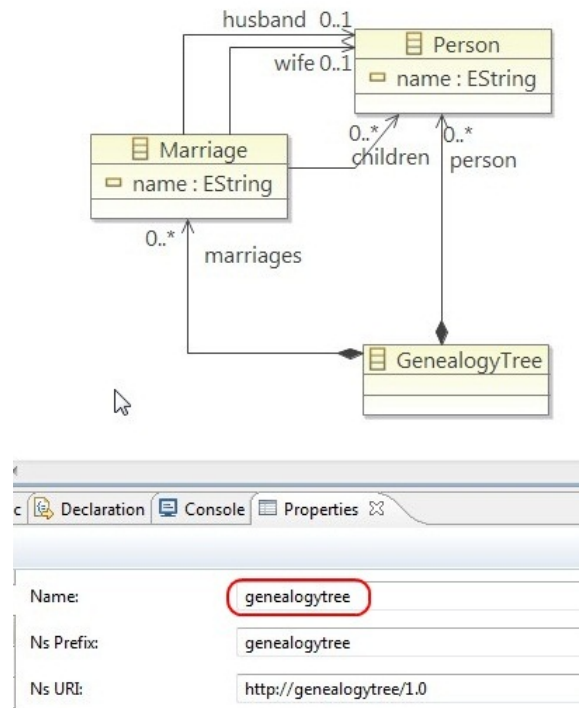 husband 0..1
wife 0..1
Person
name : EString
0..*
children
0..*
person
Marriage
name : EString
0..*
marriages
GenealogyTree
c Declaration Console Properties
Name: genealogytree
Ns Prefix: genealogytree
Ns URI: http://genealogytree/1.0